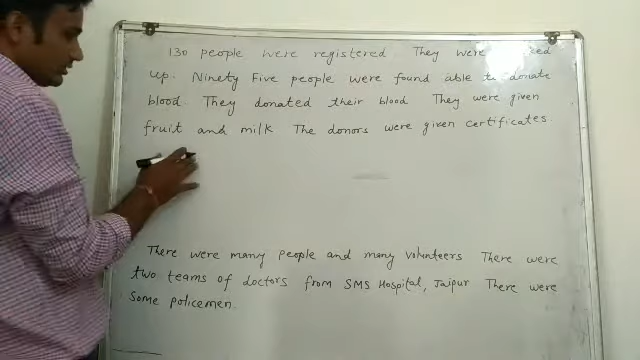 130 people were registered They were ed
up. Ninety Five people were found able to donate
blood. They donated their blood They were given
fruit and milk The donors were given certificates.
There were many people and many volunteers There were
two teams of doctors from SMS Hospital, Jaipur There were
Some policemen.